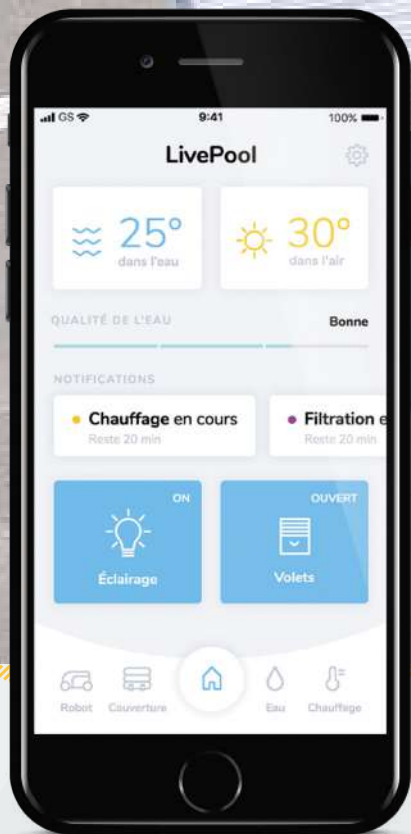 GS 9:41 100%
LivePool
25° 30°
dans l'eau dans l'air
QUALITÉ DE L'EAU Bonne
NOTIFICATIONS
Chauffage en cours Filtration e
Reste 20 min Reste 20 min
ON OUVERT
Éclairage Volets
Robot Couverture Eau Chauffage